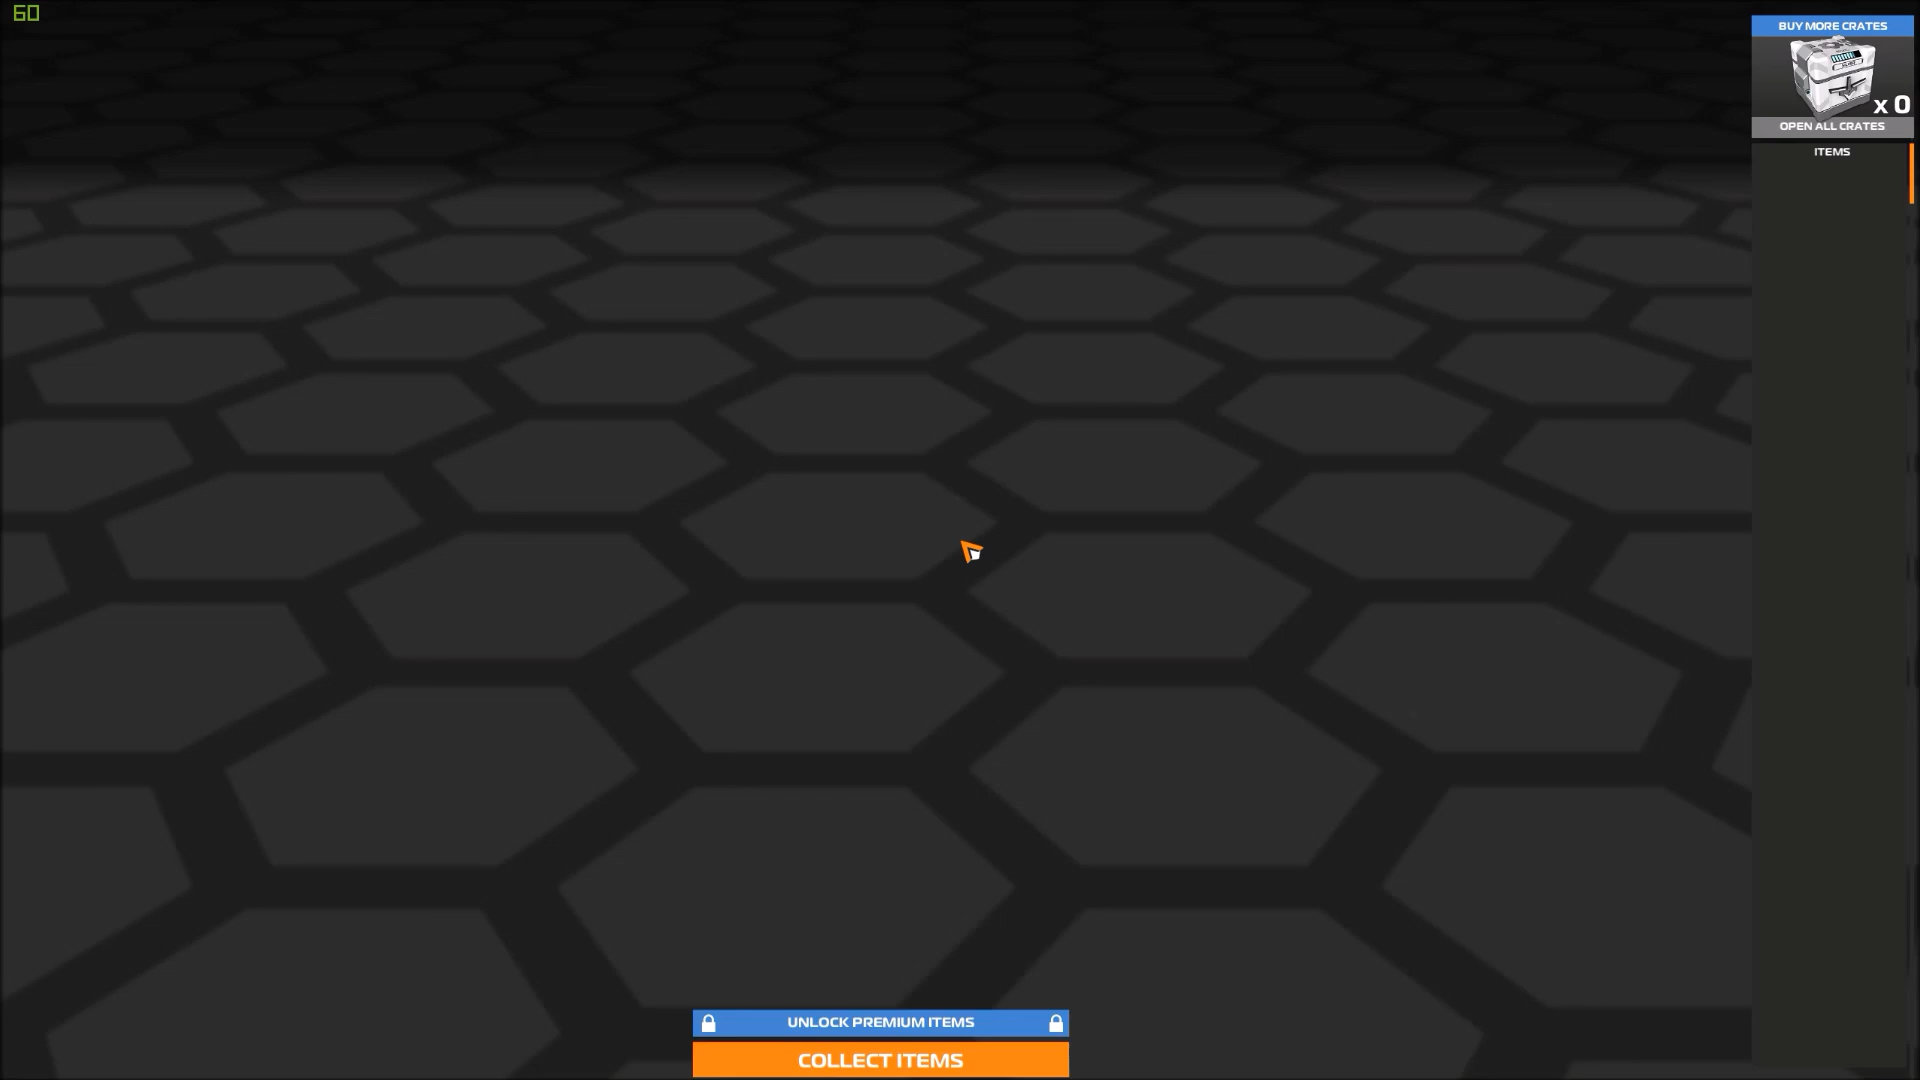 60
BUY MORE CRATES
x 0
OPEN ALL CRATES
ITEMS
UNLOCK PREMIUM ITEMS
COLLECT ITEMS